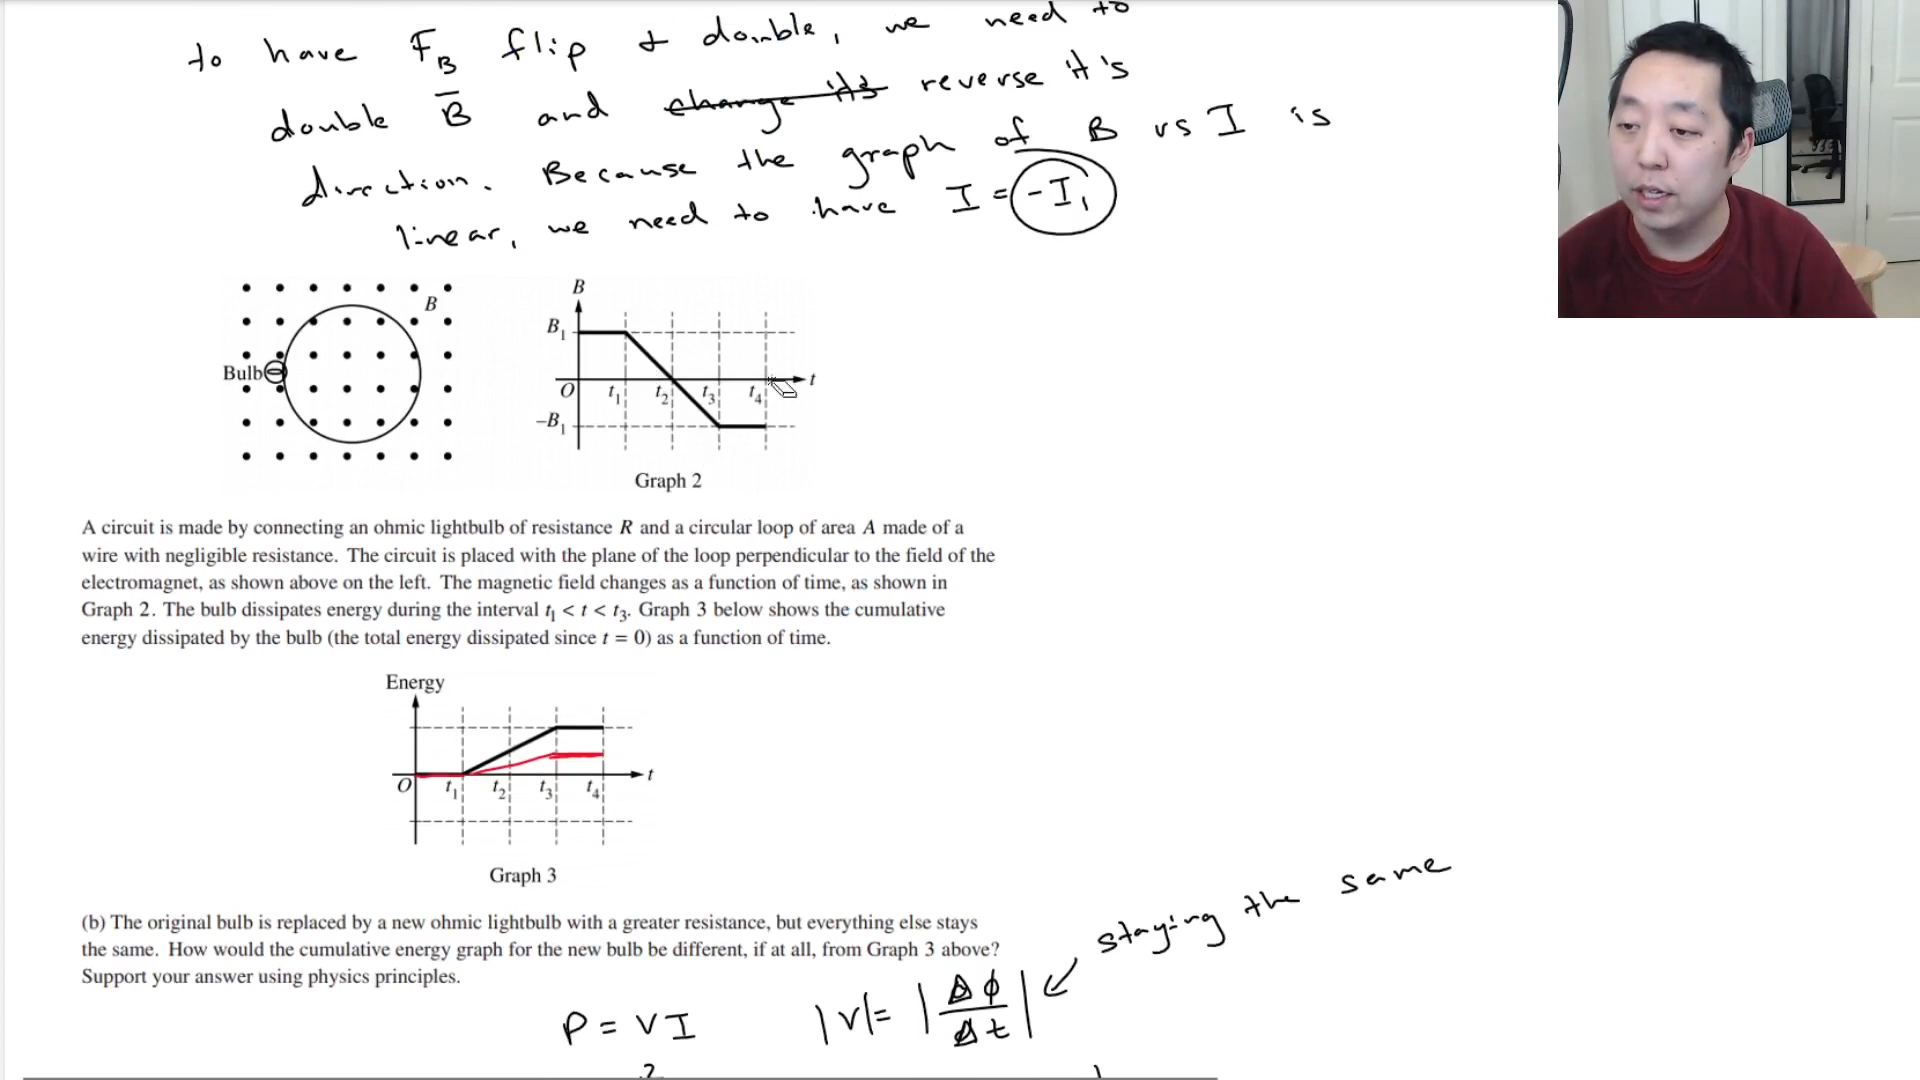 to have F_B flip & double, we need to
double B and change its reverse it's
direction. Because the graph of B vs I is
linear, we need to have I = -I₁
B
B
B₁
Bulb
O t₁ t₂ t₃ t₄ t
-B₁
Graph 2
A circuit is made by connecting an ohmic lightbulb of resistance R and a circular loop of area A made of a
wire with negligible resistance. The circuit is placed with the plane of the loop perpendicular to the field of the
electromagnet, as shown above on the left. The magnetic field changes as a function of time, as shown in
Graph 2. The bulb dissipates energy during the interval t₁ < t < t₃. Graph 3 below shows the cumulative
energy dissipated by the bulb (the total energy dissipated since t = 0) as a function of time.
Energy
O t₁ t₂ t₃ t₄ t
Graph 3
(b) The original bulb is replaced by a new ohmic lightbulb with a greater resistance, but everything else stays
the same. How would the cumulative energy graph for the new bulb be different, if at all, from Graph 3 above?
Support your answer using physics principles.
staying the same
P = VI |V| = |Δϕ/Δt|